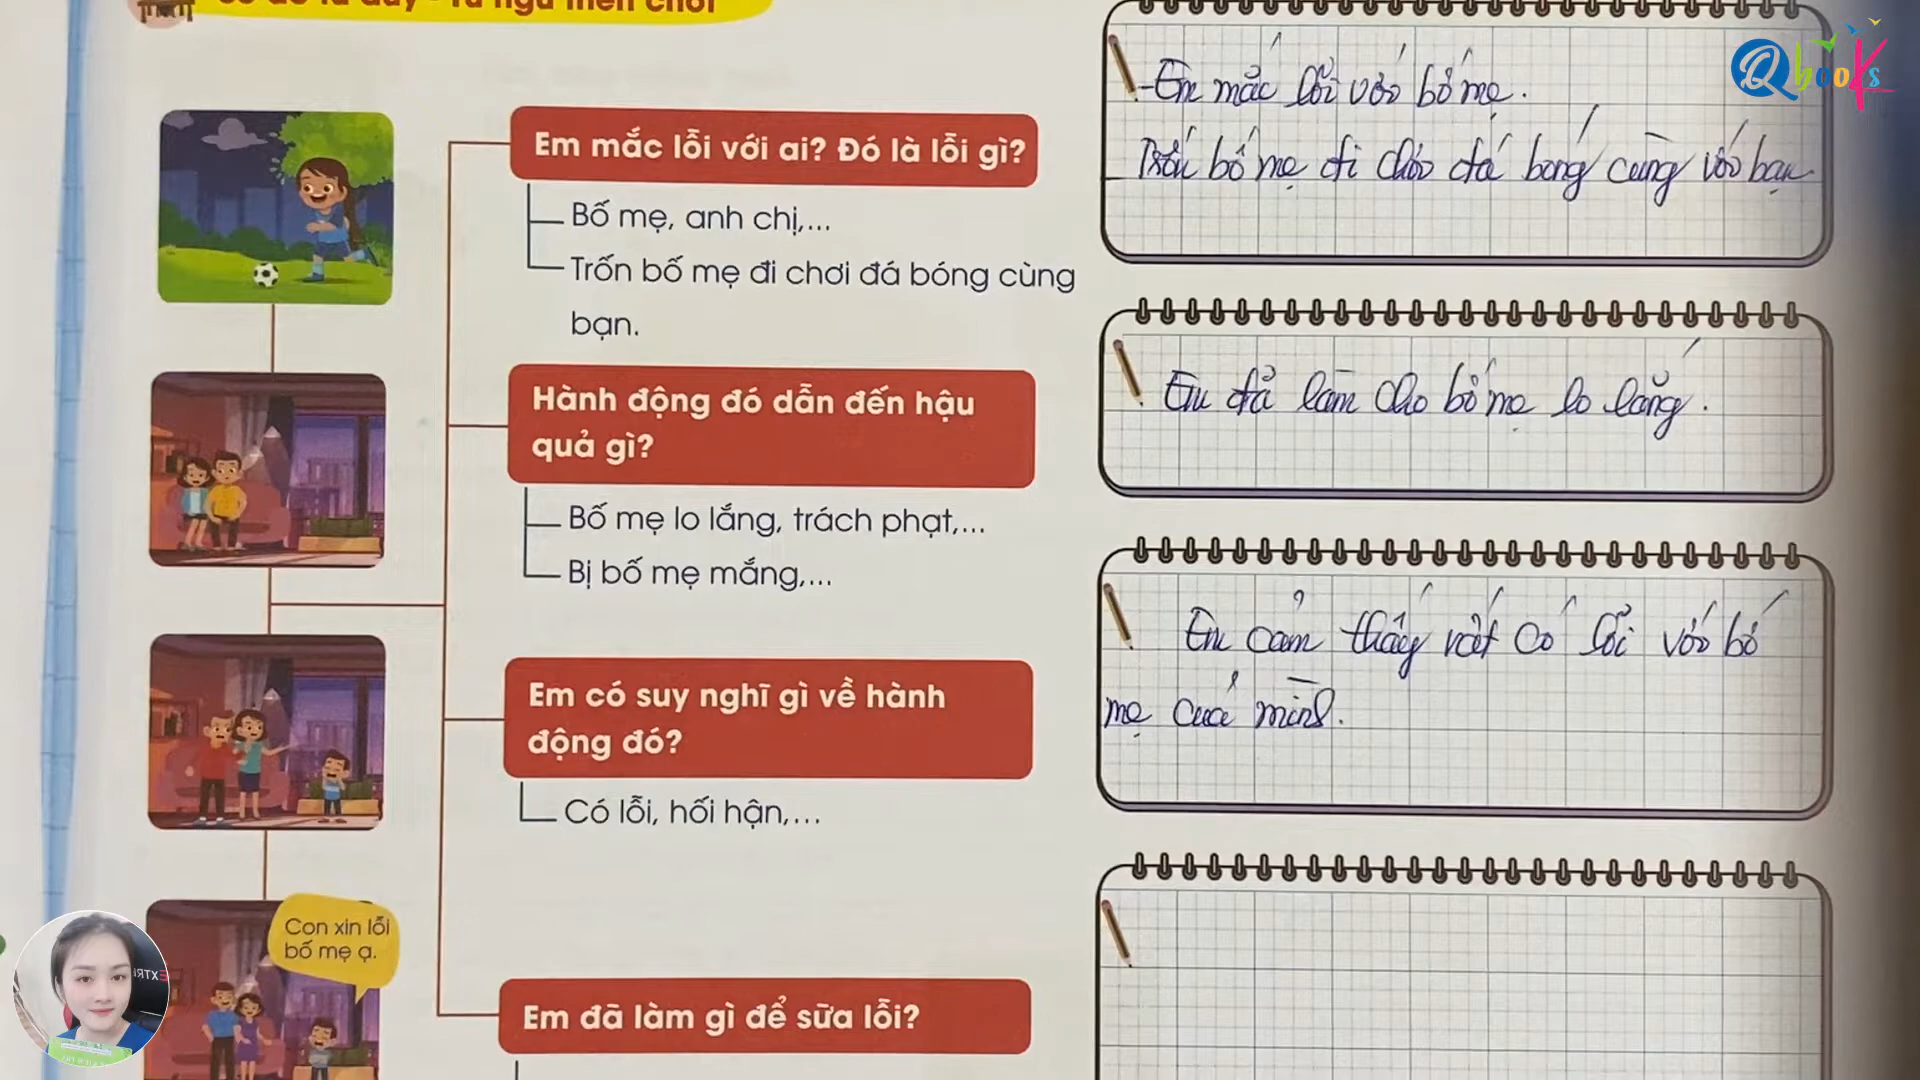 Qbooks
Em mắc lỗi với ai? Đó là lỗi gì?
Bố mẹ, anh chị,...
Trốn bố mẹ đi chơi đá bóng cùng
bạn.
-Em mắc lỗi với bố mẹ.
Trốn bố mẹ đi chơi đá bóng cùng với bạn.
Hành động đó dẫn đến hậu
quả gì?
Bố mẹ lo lắng, trách phạt,...
Bị bố mẹ mắng,...
Em đã làm cho bố mẹ lo lắng.
Em có suy nghĩ gì về hành
động đó?
Có lỗi, hối hận,...
Em cảm thấy rất có lỗi với bố
mẹ của mình.
Con xin lỗi
bố mẹ ạ.
Em đã làm gì để sữa lỗi?